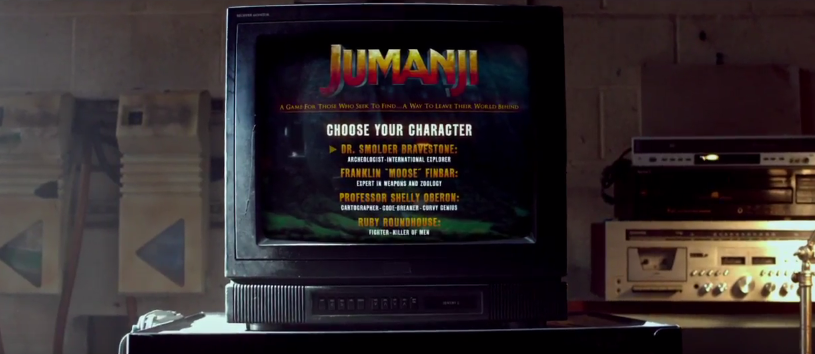 JUMANJI
A Game For Those Who Seek To Find... A Way To Leave Their World Behind
CHOOSE YOUR CHARACTER
DR. SMOLDER BRAVESTONE:
ARCHEOLOGIST-INTERNATIONAL EXPLORER
FRANKLIN "MOOSE" FINBAR:
EXPERT IN WEAPONS AND ZOOLOGY
PROFESSOR SHELLY OBERON:
CARTOGRAPHER-CODE-BREAKER-CURVY GENIUS
RUBY ROUNDHOUSE:
FIGHTER-KILLER OF MEN